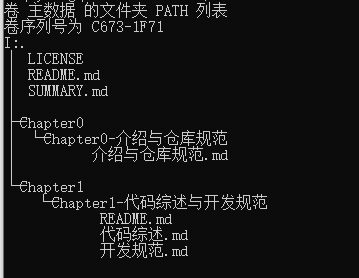 卷 主数据 的文件夹 PATH 列表
卷序列号为 C673-1F71
I:.
LICENSE
README.md
SUMMARY.md
Chapter0
Chapter0-介绍与仓库规范
介绍与仓库规范.md
Chapter1
Chapter1-代码综述与开发规范
README.md
代码综述.md
开发规范.md